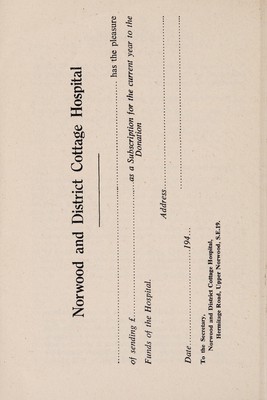 Norwood and District Cottage Hospital
........................................ has the pleasure
of sending £........................................as a Subscription for the current year to the
Donation
Funds of the Hospital.
Address........................................
........................................
Date........................194...
To the Secretary,
Norwood and District Cottage Hospital,
Hermitage Road, Upper Norwood, S.E.19.